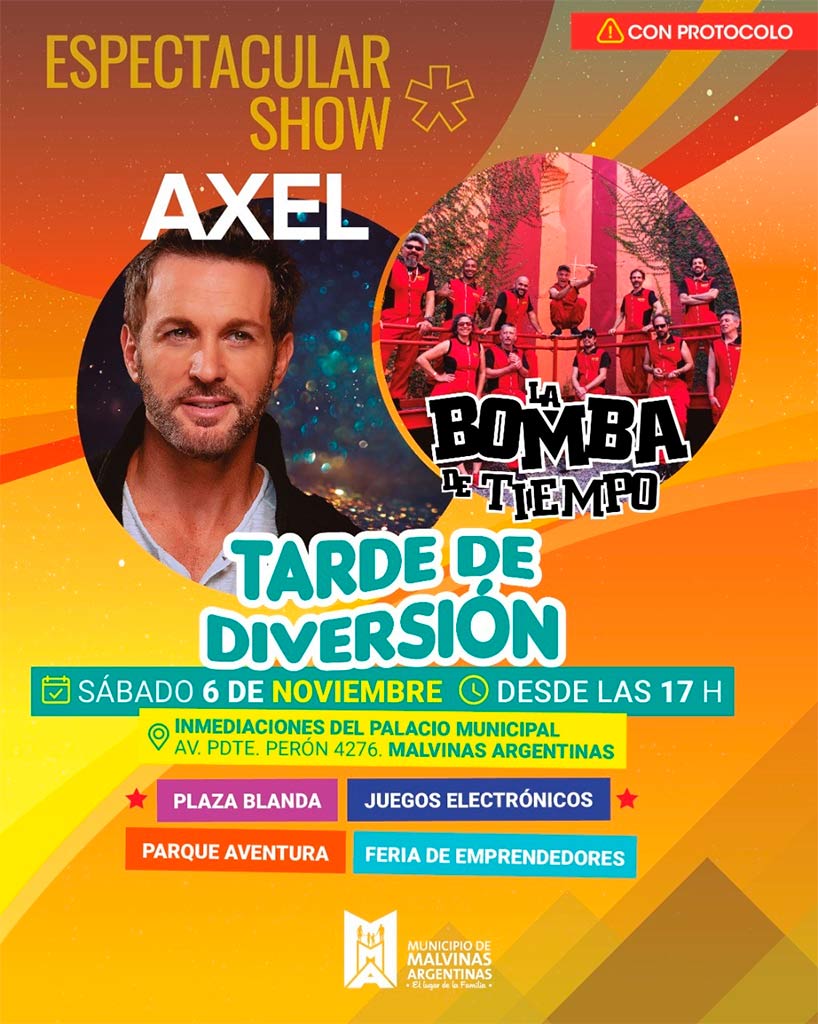 CON PROTOCOLO
ESPECTACULAR
SHOW
AXEL
LA
BOMBA
DE TIEMPO
TARDE DE
DIVERSIÓN
SÁBADO 6 DE NOVIEMBRE DESDE LAS 17 H
INMEDIACIONES DEL PALACIO MUNICIPAL
AV. PDTE. PERÓN 4276. MALVINAS ARGENTINAS
PLAZA BLANDA JUEGOS ELECTRÓNICOS
PARQUE AVENTURA FERIA DE EMPRENDEDORES
MUNICIPIO DE
MALVINAS
ARGENTINAS
• El lugar de la Familia •